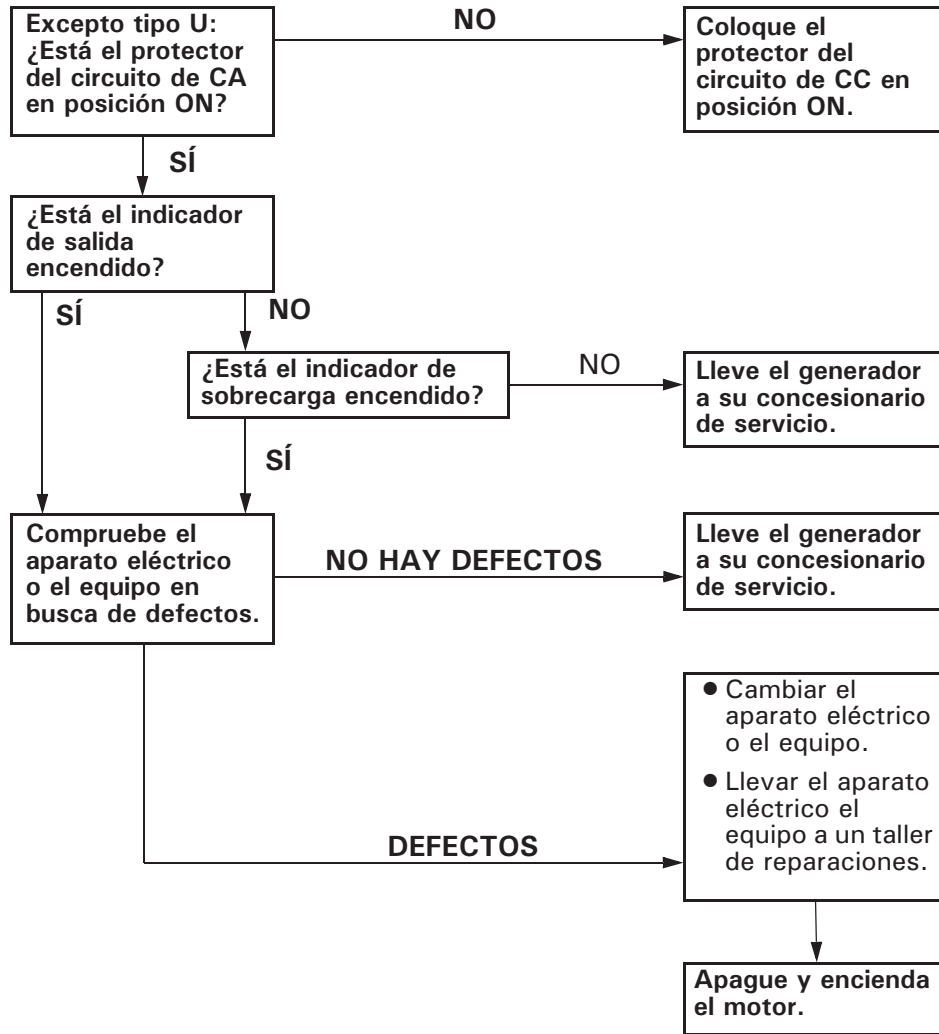 Excepto tipo U:
¿Está el protector
del circuito de CA
en posición ON?
NO
Coloque el
protector del
circuito de CC en
posición ON.
SÍ
¿Está el indicador
de salida
encendido?
SÍ
NO
¿Está el indicador de
sobrecarga encendido?
NO
Lleve el generador
a su concesionario
de servicio.
SÍ
Compruebe el
aparato eléctrico
o el equipo en
busca de defectos.
NO HAY DEFECTOS
Lleve el generador
a su concesionario
de servicio.
DEFECTOS
● Cambiar el
aparato eléctrico
o el equipo.
● Llevar el aparato
eléctrico el
equipo a un taller
de reparaciones.
Apague y encienda
el motor.